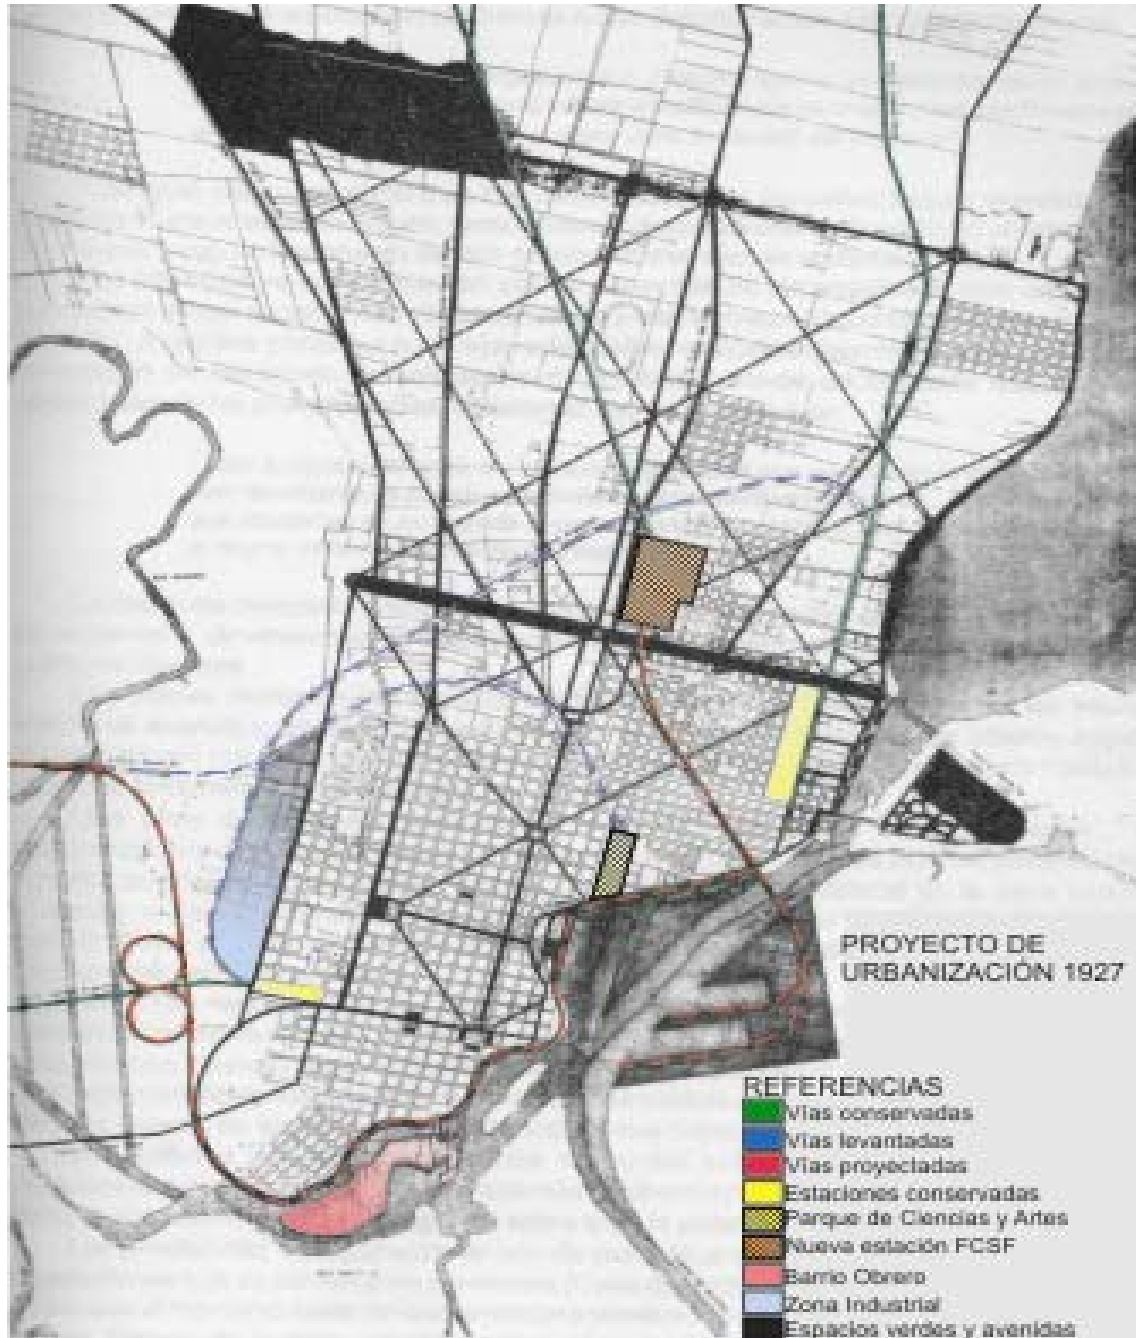 PROYECTO DE
URBANIZACIÓN 1927
REFERENCIAS
Vías conservadas
Vías levantadas
Vías proyectadas
Estaciones conservadas
Parque de Ciencias y Artes
Nueva estación FCSF
Barrio Obrero
Zona Industrial
Espacios verdes y avenidas